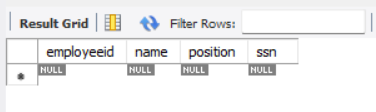 Result Grid Filter Rows:
employeeid name position ssn
NULL NULL NULL NULL